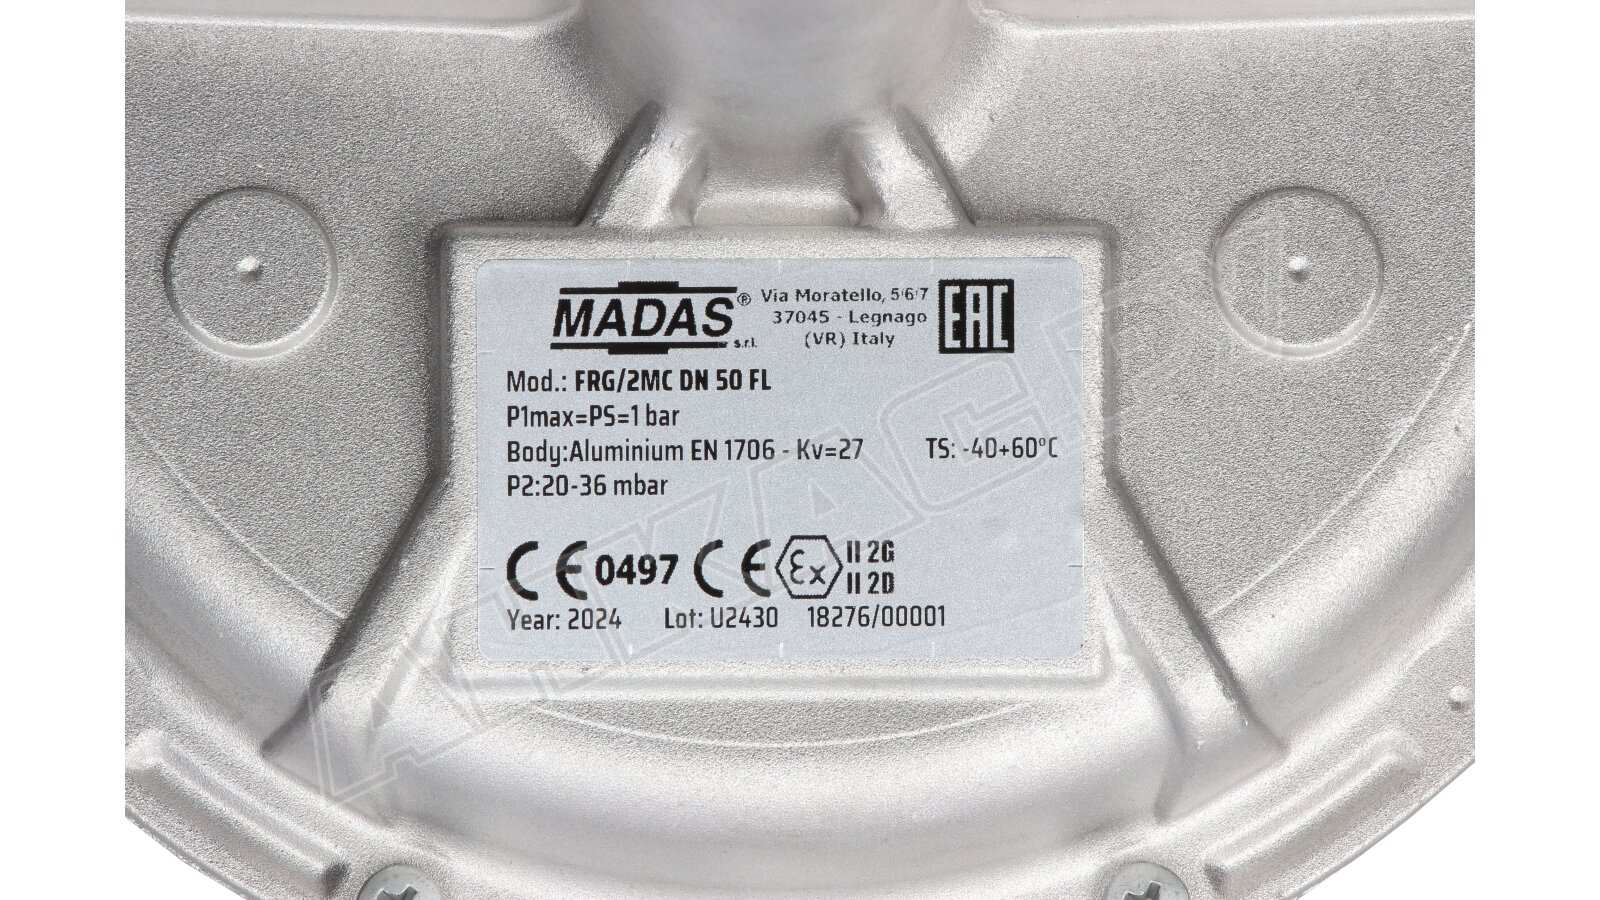 MADAS® s.r.l.
Via Moratello, 5/6/7
37045 - Legnago
(VR) Italy
EAC
Mod.: FRG/2MC DN 50 FL
P1max=PS=1 bar
Body:Aluminium EN 1706 - Kv=27 TS: -40+60°C
P2:20-36 mbar
CE 0497 CE Ex II 2G
II 2D
Year: 2024 Lot: U2430 18276/00001